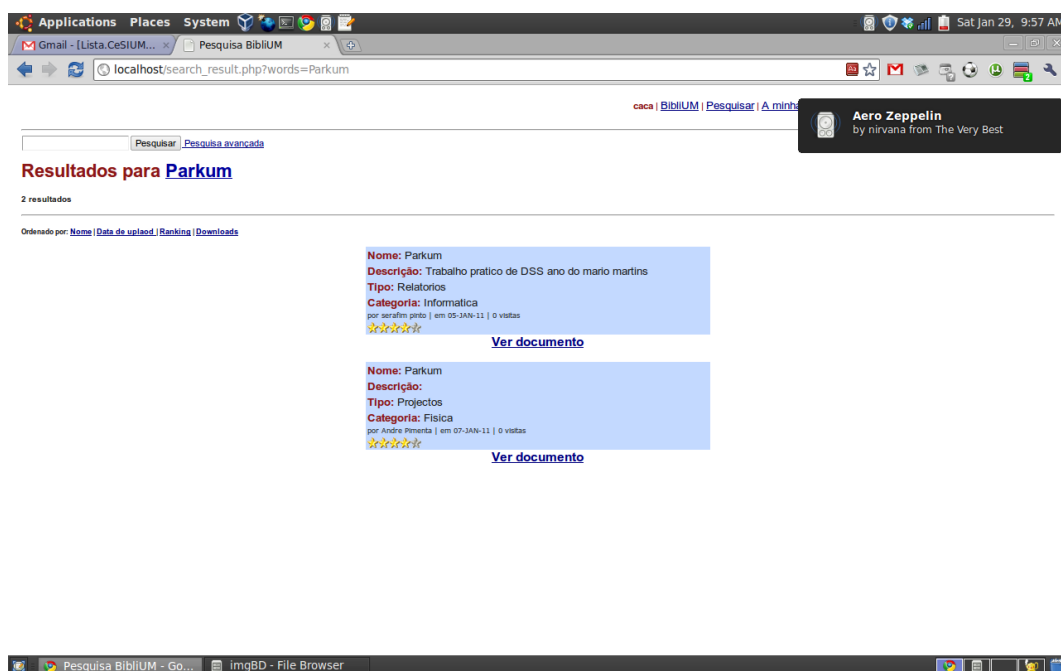 Applications Places System Sat Jan 29, 9:57 AM
Gmail - [Lista.CeSIUM... × Pesquisa BibliUM ×
localhost/search_result.php?words=Parkum
caca | BibliUM | Pesquisar | A minha
Aero Zeppelin
by nirvana from The Very Best
Pesquisar Pesquisa avançada
Resultados para Parkum
2 resultados
Ordenado por: Nome | Data de uplaod | Ranking | Downloads
Nome: Parkum
Descrição: Trabalho pratico de DSS ano do mario martins
Tipo: Relatorios
Categoria: Informatica
por serafim pinto | em 05-JAN-11 | 0 visitas
Ver documento
Nome: Parkum
Descrição:
Tipo: Projectos
Categoria: Fisica
por Andre Pimenta | em 07-JAN-11 | 0 visitas
Ver documento
Pesquisa BibliUM - Go... imgBD - File Browser